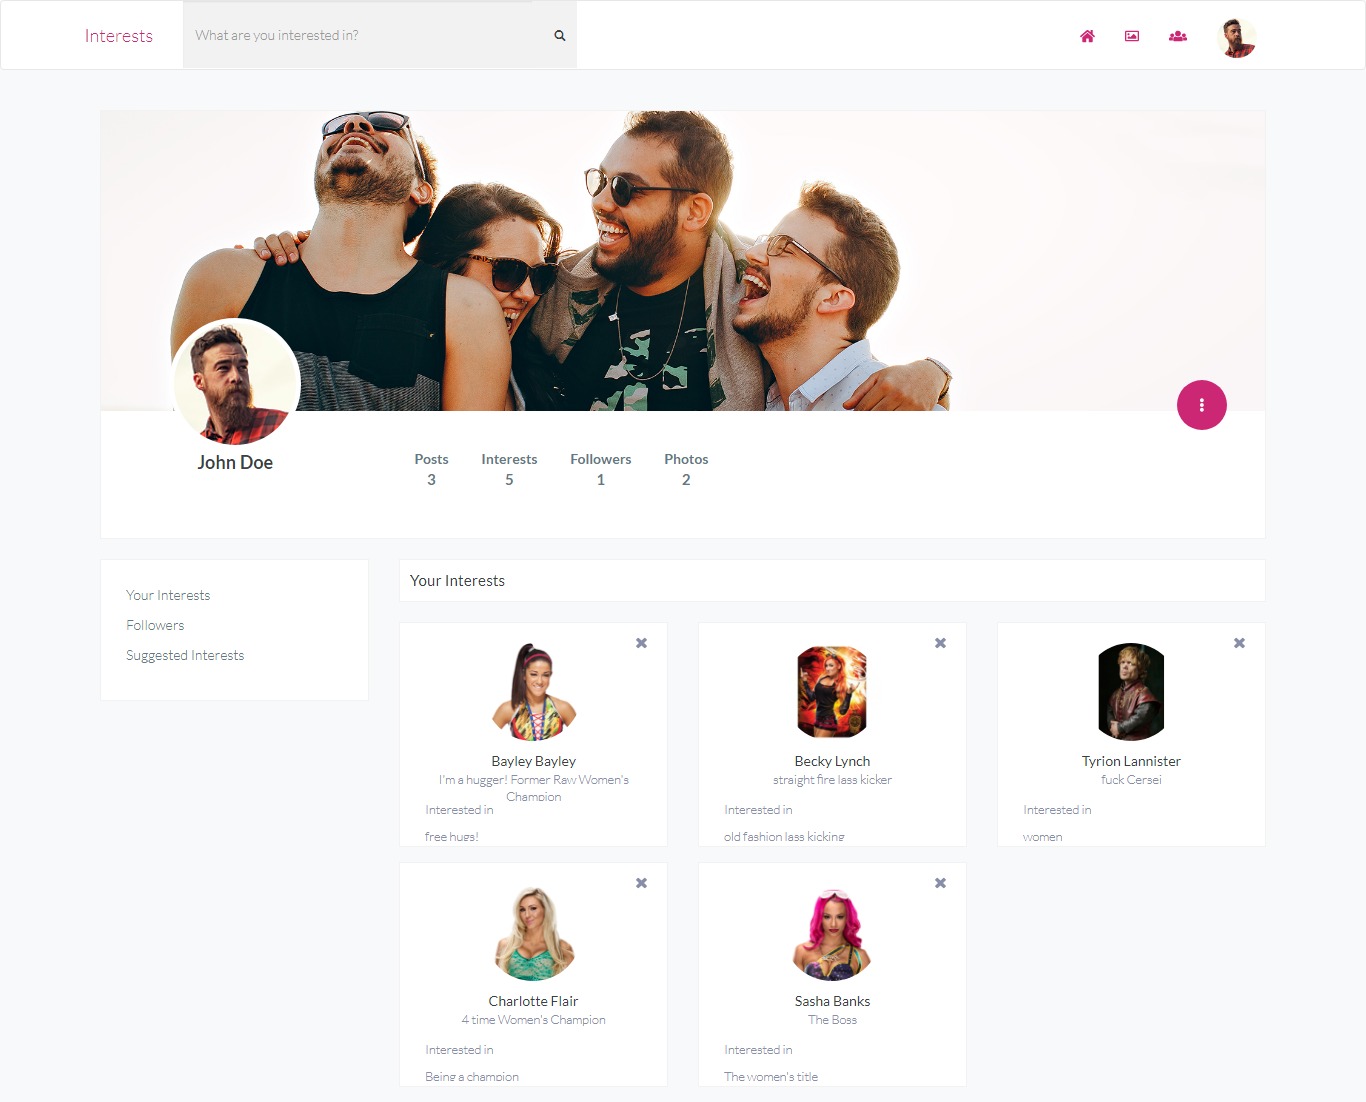 Interests
What are you interested in?
John Doe
Posts Interests Followers Photos
3 5 1 2
Your Interests
Followers
Suggested Interests
Your Interests
Bayley Bayley
I'm a hugger! Former Raw Women's
Champion
Interested in
free hugs!
Becky Lynch
straight fire lass kicker
Interested in
old fashion lass kicking
Tyrion Lannister
fuck Cersei
Interested in
women
Charlotte Flair
4 time Women's Champion
Interested in
Being a champion
Sasha Banks
The Boss
Interested in
The women's title